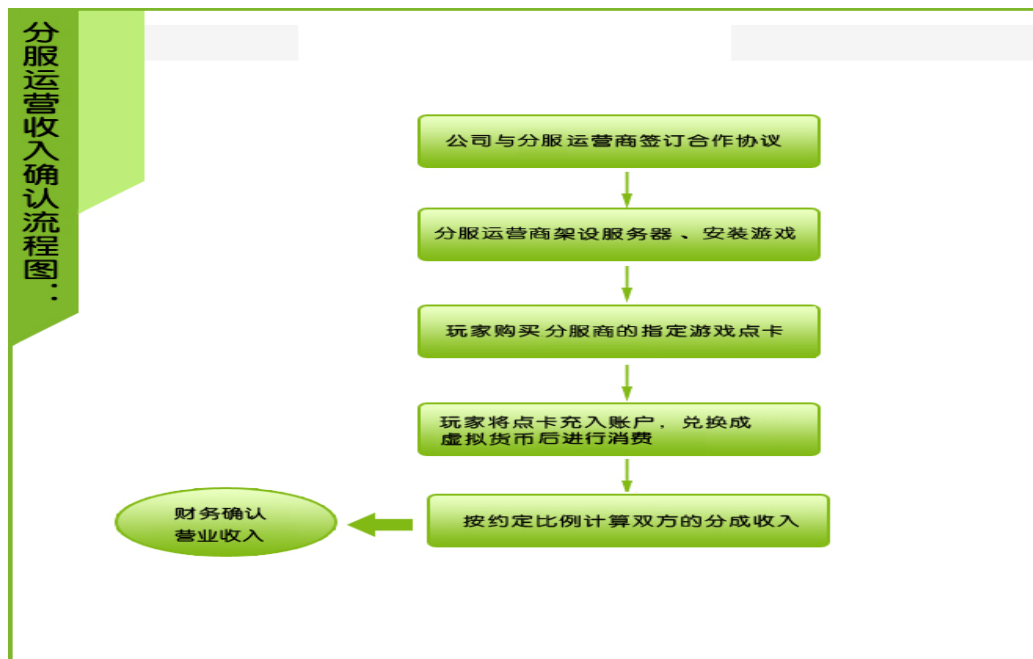 分服运营收入确认流程图：
公司与分服运营商签订合作协议
分服运营商架设服务器、安装游戏
玩家购买分服商的指定游戏点卡
玩家将点卡充入账户，兑换成
虚拟货币后进行消费
按约定比例计算双方的分成收入
财务确认
营业收入